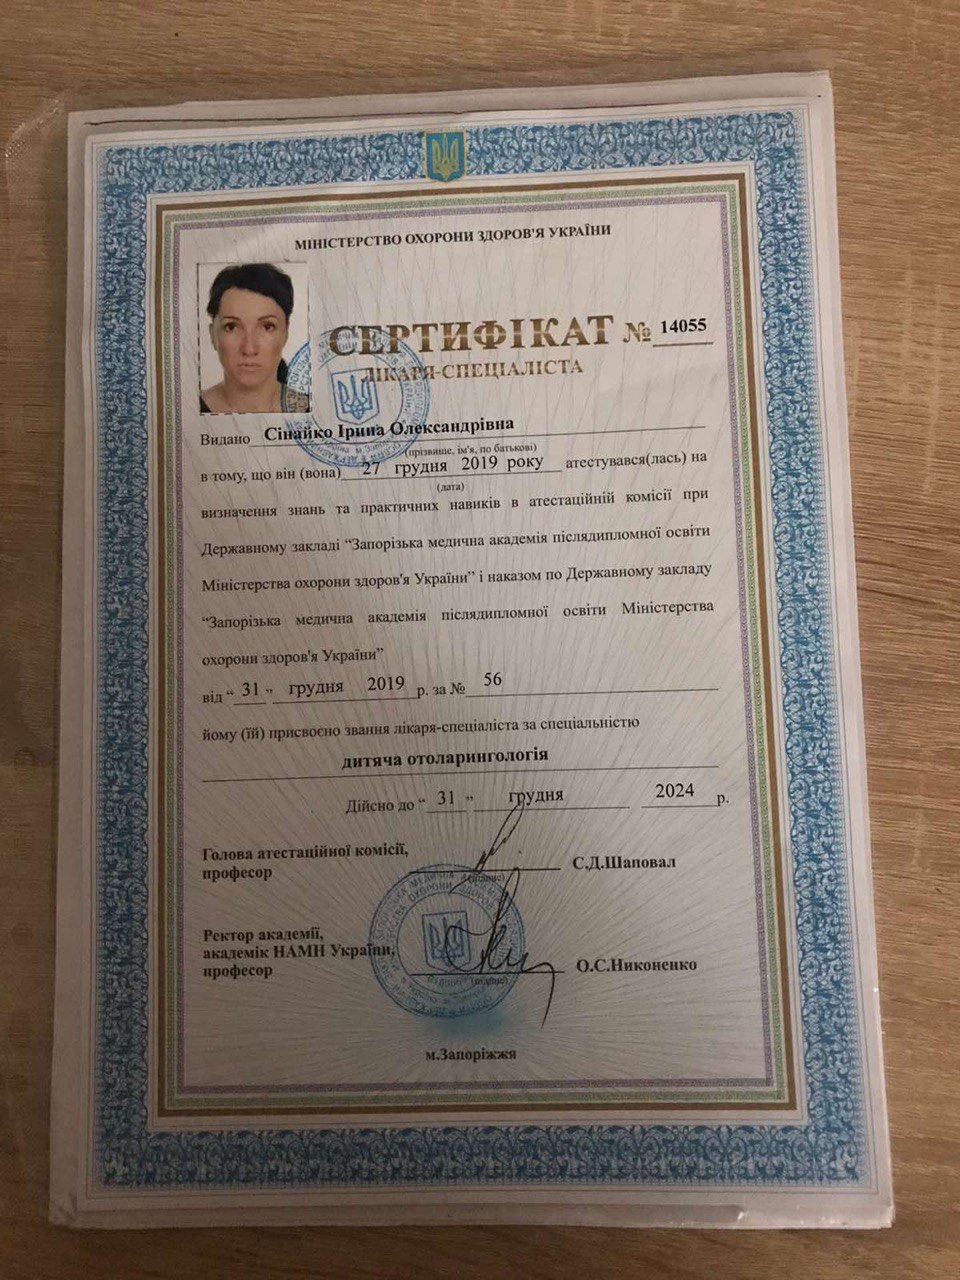 МІНІСТЕРСТВО ОХОРОНИ ЗДОРОВ'Я УКРАЇНИ
СЕРТИФІКАТ № 14055
ЛІКАРЯ-СПЕЦІАЛІСТА
Видано Сінайко Ірина Олександрівна
(прізвище, ім'я, по батькові)
в тому, що він (вона) 27 грудня 2019 року атестувався(лась) на
(дата)
визначення знань та практичних навиків в атестаційній комісії при
Державному закладі “Запорізька медична академія післядипломної освіти
Міністерства охорони здоров'я України” і наказом по Державному закладу
“Запорізька медична академія післядипломної освіти Міністерства
охорони здоров'я України”
від “ 31 ” грудня 2019 р. за № 56
йому (їй) присвоєно звання лікаря-спеціаліста за спеціальністю
дитяча отоларингологія
Дійсно до “ 31 ” грудня 2024 р.
Голова атестаційної комісії,
професор
(підпис)
С.Д.Шаповал
Ректор академії,
академік НАМН України,
професор
(підпис)
О.С.Никоненко
м.Запоріжжя